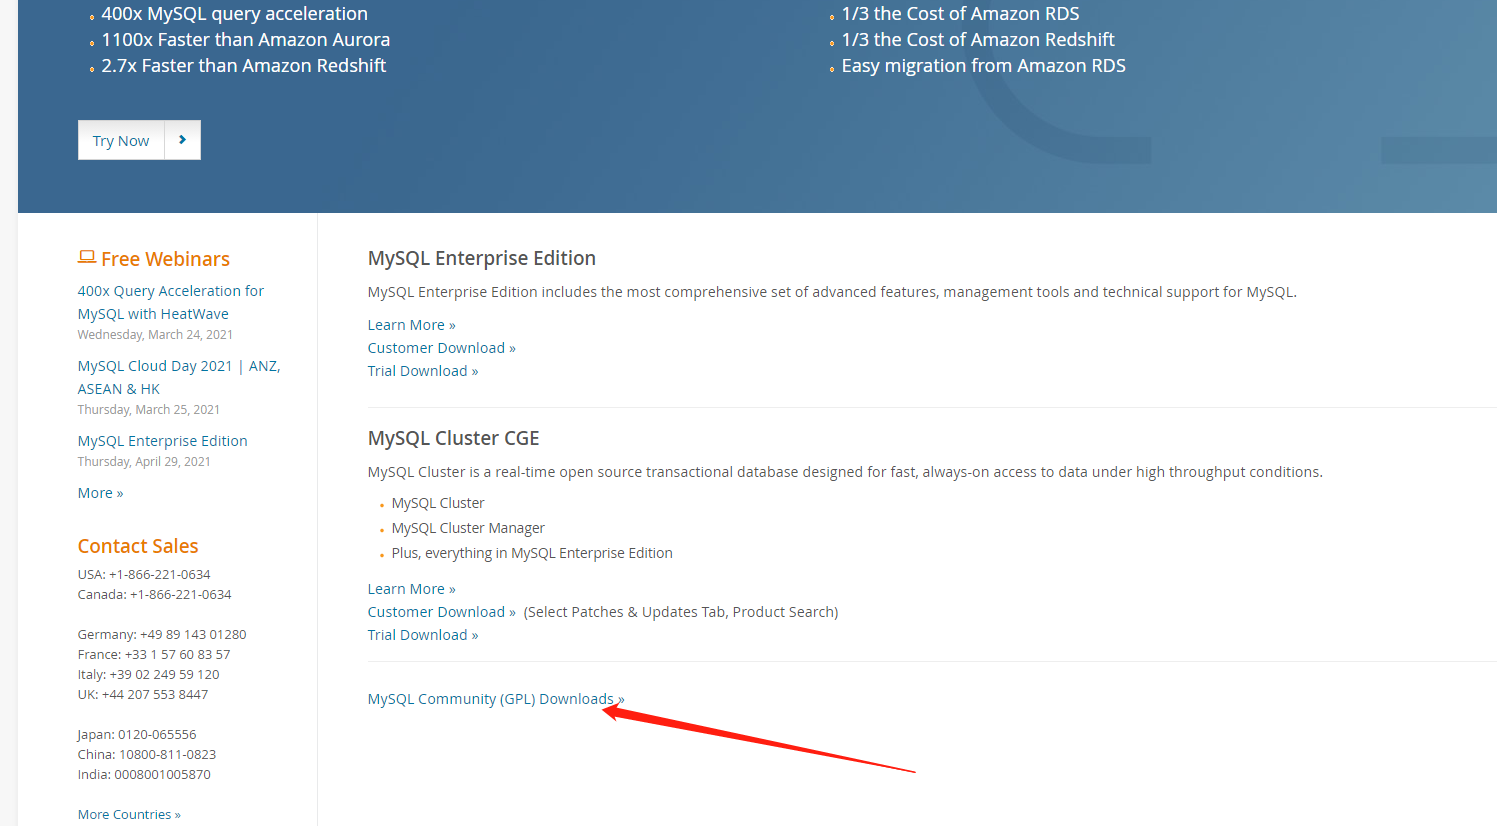 400x MySQL query acceleration
1100x Faster than Amazon Aurora
2.7x Faster than Amazon Redshift
1/3 the Cost of Amazon RDS
1/3 the Cost of Amazon Redshift
Easy migration from Amazon RDS
Try Now
Free Webinars
400x Query Acceleration for
MySQL with HeatWave
Wednesday, March 24, 2021
MySQL Cloud Day 2021 | ANZ,
ASEAN & HK
Thursday, March 25, 2021
MySQL Enterprise Edition
Thursday, April 29, 2021
More »
Contact Sales
USA: +1-866-221-0634
Canada: +1-866-221-0634
Germany: +49 89 143 01280
France: +33 1 57 60 83 57
Italy: +39 02 249 59 120
UK: +44 207 553 8447
Japan: 0120-065556
China: 10800-811-0823
India: 0008001005870
More Countries »
MySQL Enterprise Edition
MySQL Enterprise Edition includes the most comprehensive set of advanced features, management tools and technical support for MySQL.
Learn More »
Customer Download »
Trial Download »
MySQL Cluster CGE
MySQL Cluster is a real-time open source transactional database designed for fast, always-on access to data under high throughput conditions.
MySQL Cluster
MySQL Cluster Manager
Plus, everything in MySQL Enterprise Edition
Learn More »
Customer Download » (Select Patches & Updates Tab, Product Search)
Trial Download »
MySQL Community (GPL) Downloads »